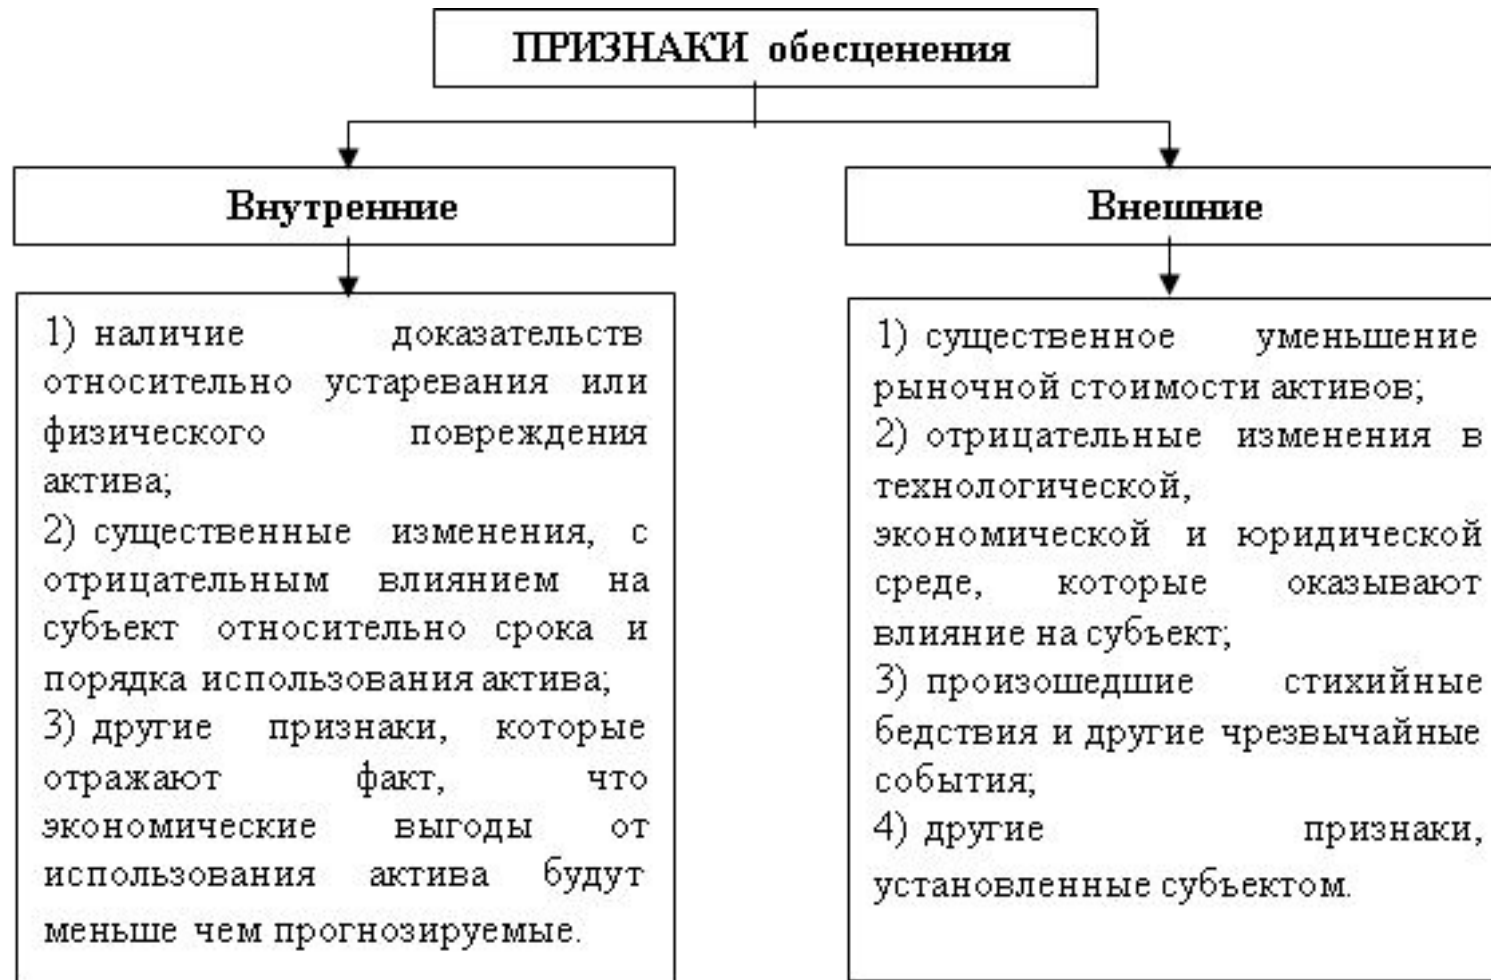 ПРИЗНАКИ обесценения
Внутренние
1) наличие доказательств
относительно устаревания или
физического повреждения
актива;
2) существенные изменения, с
отрицательным влиянием на
субъект относительно срока и
порядка использования актива;
3) другие признаки, которые
отражают факт, что
экономические выгоды от
использования актива будут
меньше чем прогнозируемые.
Внешние
1) существенное уменьшение
рыночной стоимости активов;
2) отрицательные изменения в
технологической,
экономической и юридической
среде, которые оказывают
влияние на субъект;
3) произошедшие стихийные
бедствия и другие чрезвычайные
события;
4) другие признаки,
установленные субъектом.